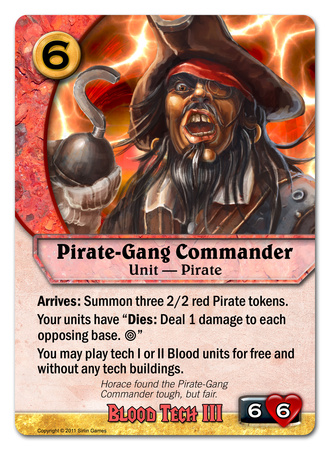 6
Pirate-Gang Commander
Unit — Pirate
Arrives: Summon three 2/2 red Pirate tokens.
Your units have “Dies: Deal 1 damage to each
opposing base. ◎”
You may play tech I or II Blood units for free and
without any tech buildings.
Horace found the Pirate-Gang
Commander tough, but fair.
Blood Tech III
6 6
Copyright © 2011 Sirlin Games